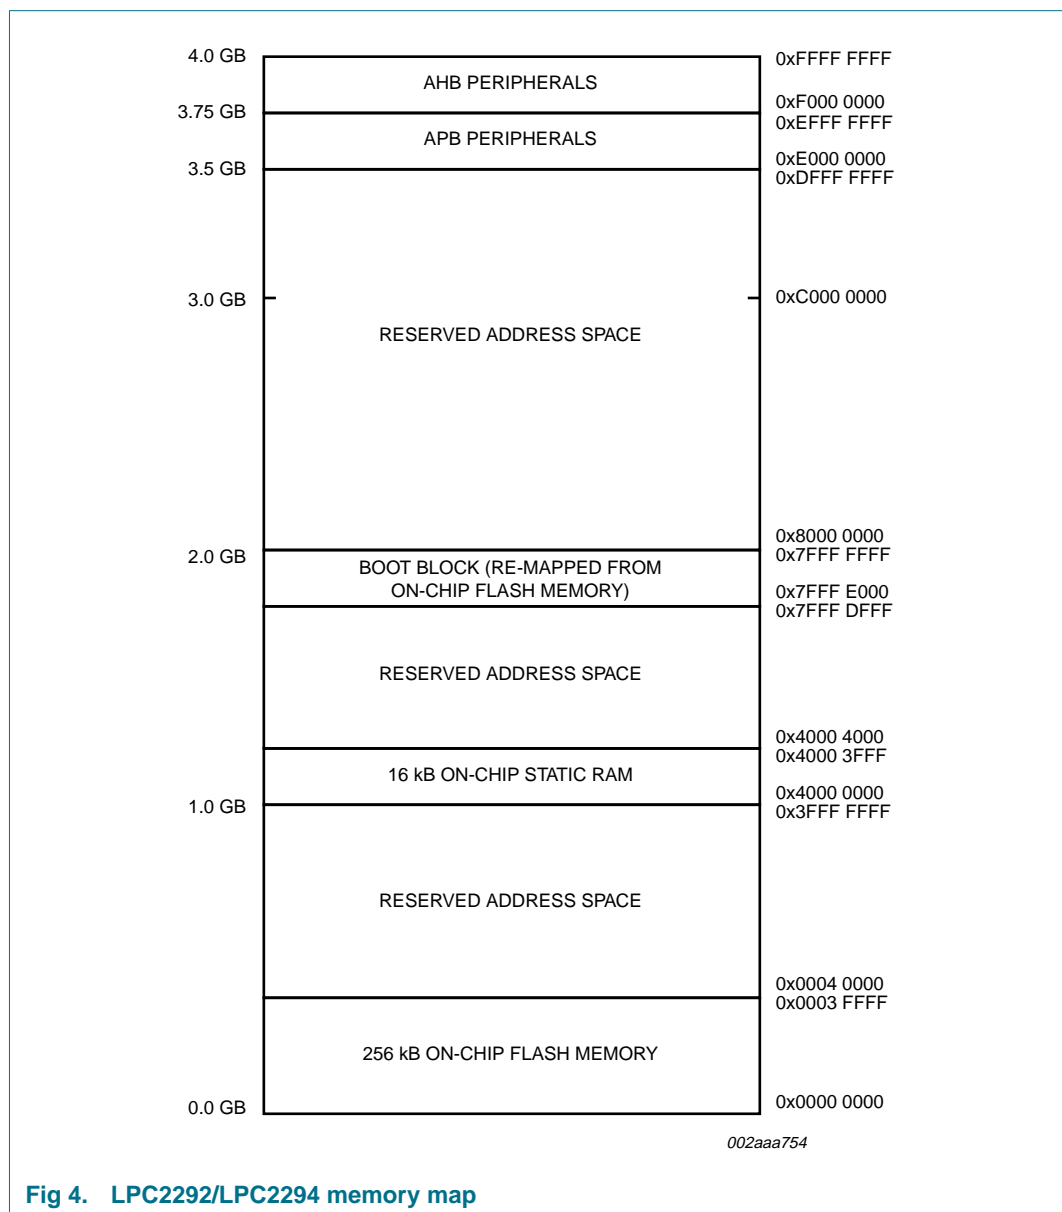 4.0 GB
0xFFFF FFFF
AHB PERIPHERALS
0xF000 0000
3.75 GB
0xEFFF FFFF
APB PERIPHERALS
0xE000 0000
3.5 GB
0xDFFF FFFF
3.0 GB
0xC000 0000
RESERVED ADDRESS SPACE
0x8000 0000
2.0 GB
0x7FFF FFFF
BOOT BLOCK (RE-MAPPED FROM
ON-CHIP FLASH MEMORY)
0x7FFF E000
0x7FFF DFFF
RESERVED ADDRESS SPACE
0x4000 4000
0x4000 3FFF
16 kB ON-CHIP STATIC RAM
0x4000 0000
1.0 GB
0x3FFF FFFF
RESERVED ADDRESS SPACE
0x0004 0000
0x0003 FFFF
256 kB ON-CHIP FLASH MEMORY
0.0 GB
0x0000 0000
002aaa754
Fig 4. LPC2292/LPC2294 memory map